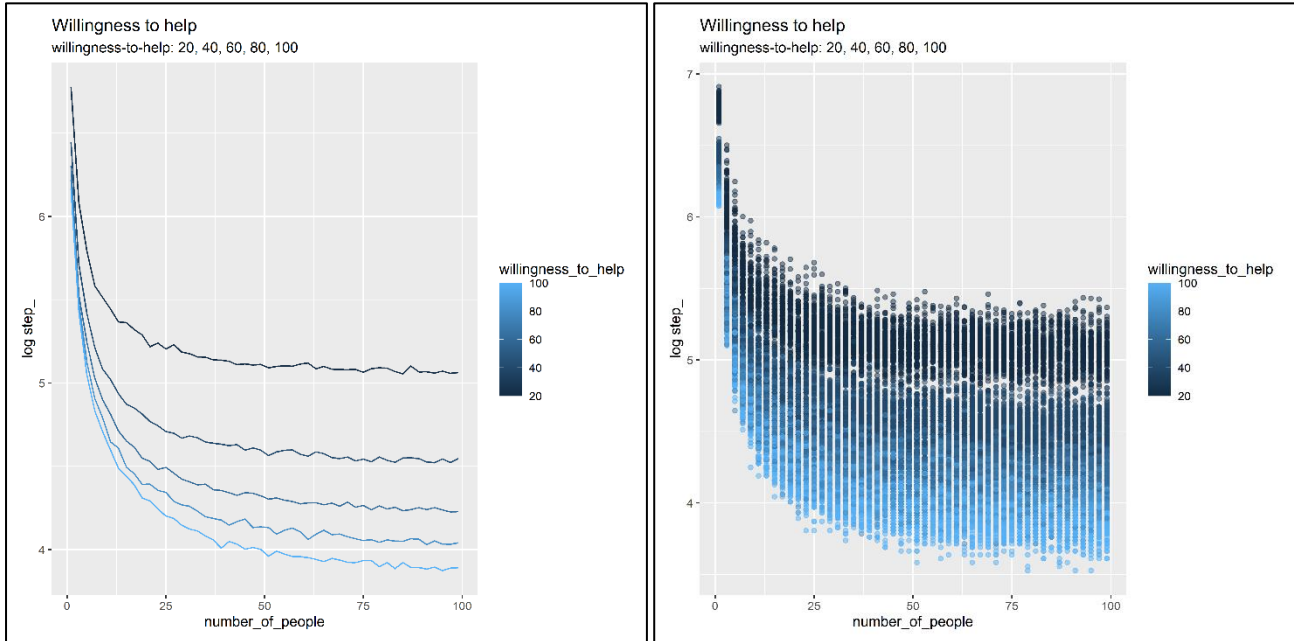 Willingness to help
willingness-to-help: 20, 40, 60, 80, 100
6
5
4
log step_
0
25
50
75
100
number_of_people
willingness_to_help
100
80
60
40
20
Willingness to help
willingness-to-help: 20, 40, 60, 80, 100
7
6
5
4
log step_
0
25
50
75
100
number_of_people
willingness_to_help
100
80
60
40
20